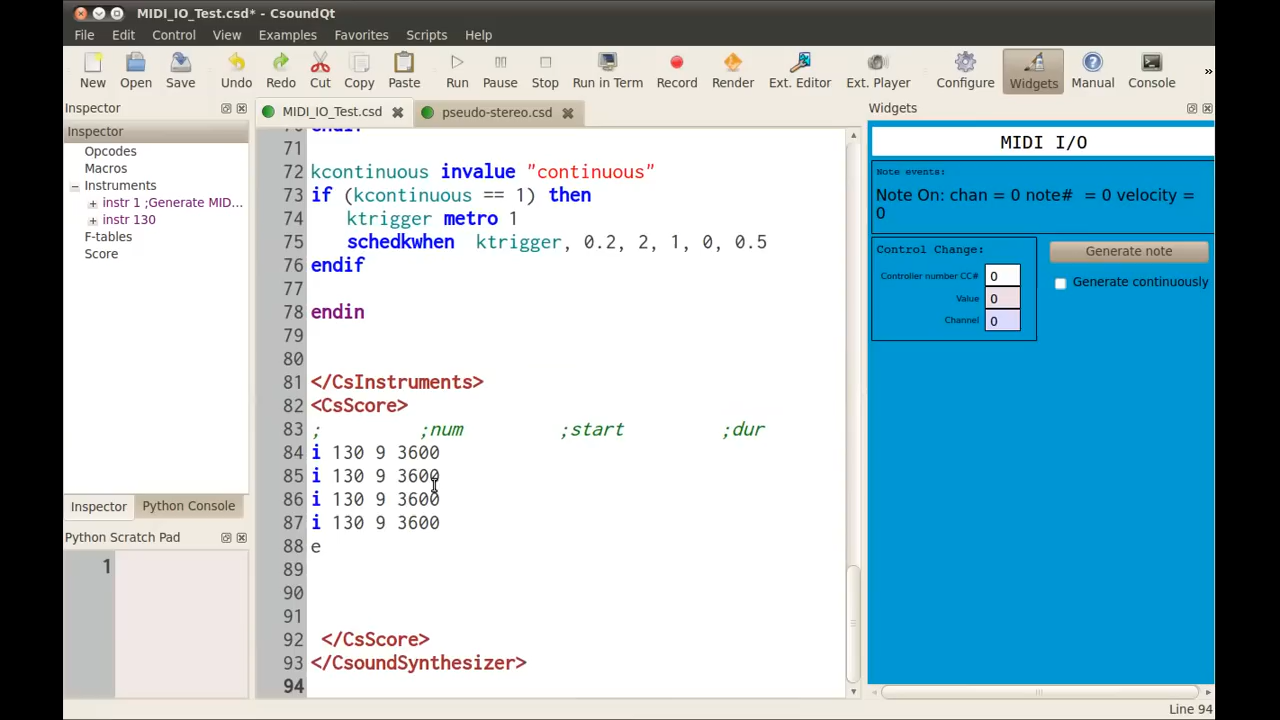 MIDI_IO_Test.csd* - CsoundQt
File Edit Control View Examples Favorites Scripts Help
New Open Save Undo Redo Cut Copy Paste Run Pause Stop Run in Term Record Render Ext. Editor Ext. Player Configure Widgets Manual Console »
Inspector
MIDI_IO_Test.csd pseudo-stereo.csd
Widgets
Inspector
Opcodes
Macros
Instruments
instr 1 ;Generate MID...
instr 130
F-tables
Score
Inspector Python Console
Python Scratch Pad
1
70 endif
71
72 kcontinuous invalue "continuous"
73 if (kcontinuous == 1) then
74 ktrigger metro 1
75 schedkwhen ktrigger, 0.2, 2, 1, 0, 0.5
76 endif
77
78 endin
79
80
81 </CsInstruments>
82 <CsScore>
83 ; ;num ;start ;dur
84 i 130 9 3600
85 i 130 9 3600
86 i 130 9 3600
87 i 130 9 3600
88 e
89
90
91
92 </CsScore>
93 </CsoundSynthesizer>
94
MIDI I/O
Note events:
Note On: chan = 0 note# = 0 velocity =
0
Control Change:
Controller number CC# 0
Value 0
Channel 0
Generate note
Generate continuously
Line 94